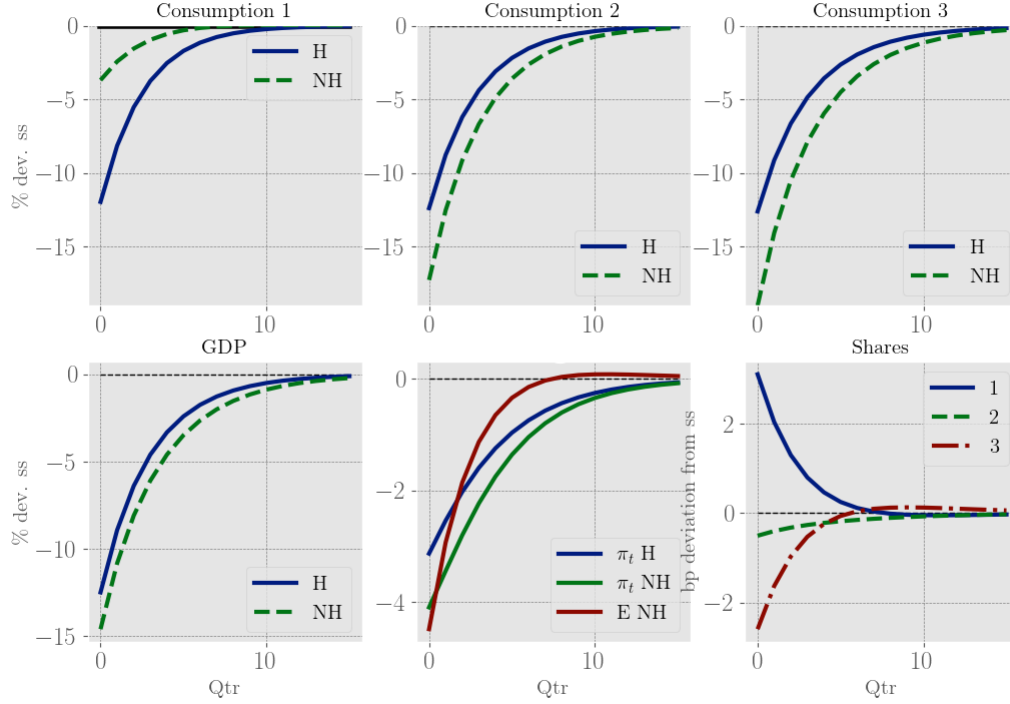 Consumption 1
Consumption 2
Consumption 3
% dev. ss
0
−5
−10
−15
H
NH
0
10
0
−5
−10
−15
H
NH
0
10
0
−5
−10
−15
H
NH
0
10
GDP
Shares
% dev. ss
0
−5
−10
−15
H
NH
0
10
Qtr
0
−2
−4
π_t H
π_t NH
E NH
0
10
Qtr
bp deviation from ss
2
0
−2
1
2
3
0
10
Qtr